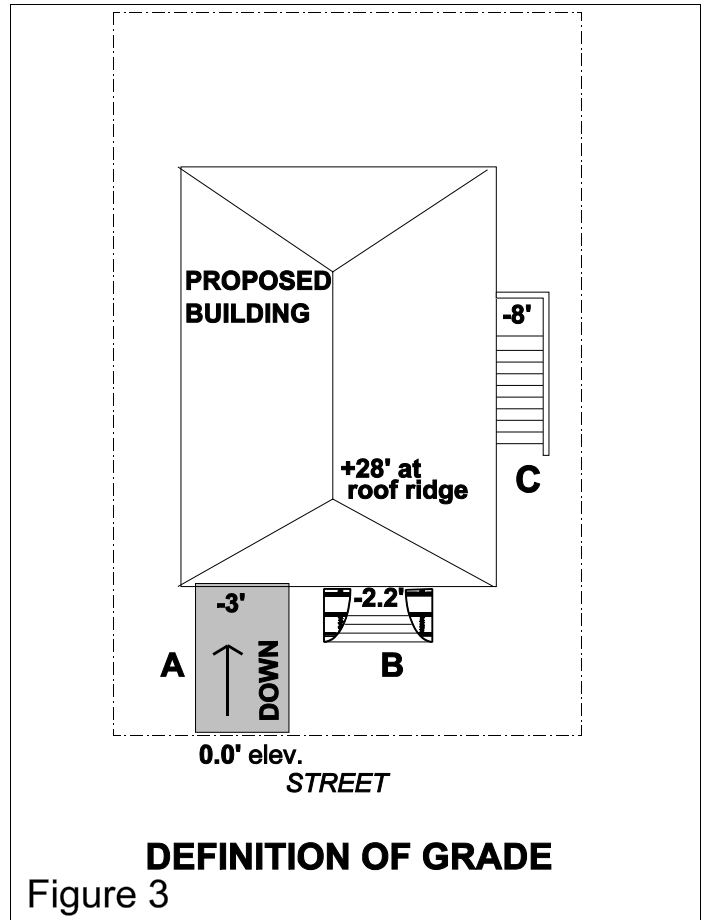 PROPOSED
BUILDING
-8'
+28' at
roof ridge
C
-3'
-2.2'
A
DOWN
B
0.0' elev.
STREET
DEFINITION OF GRADE
Figure 3